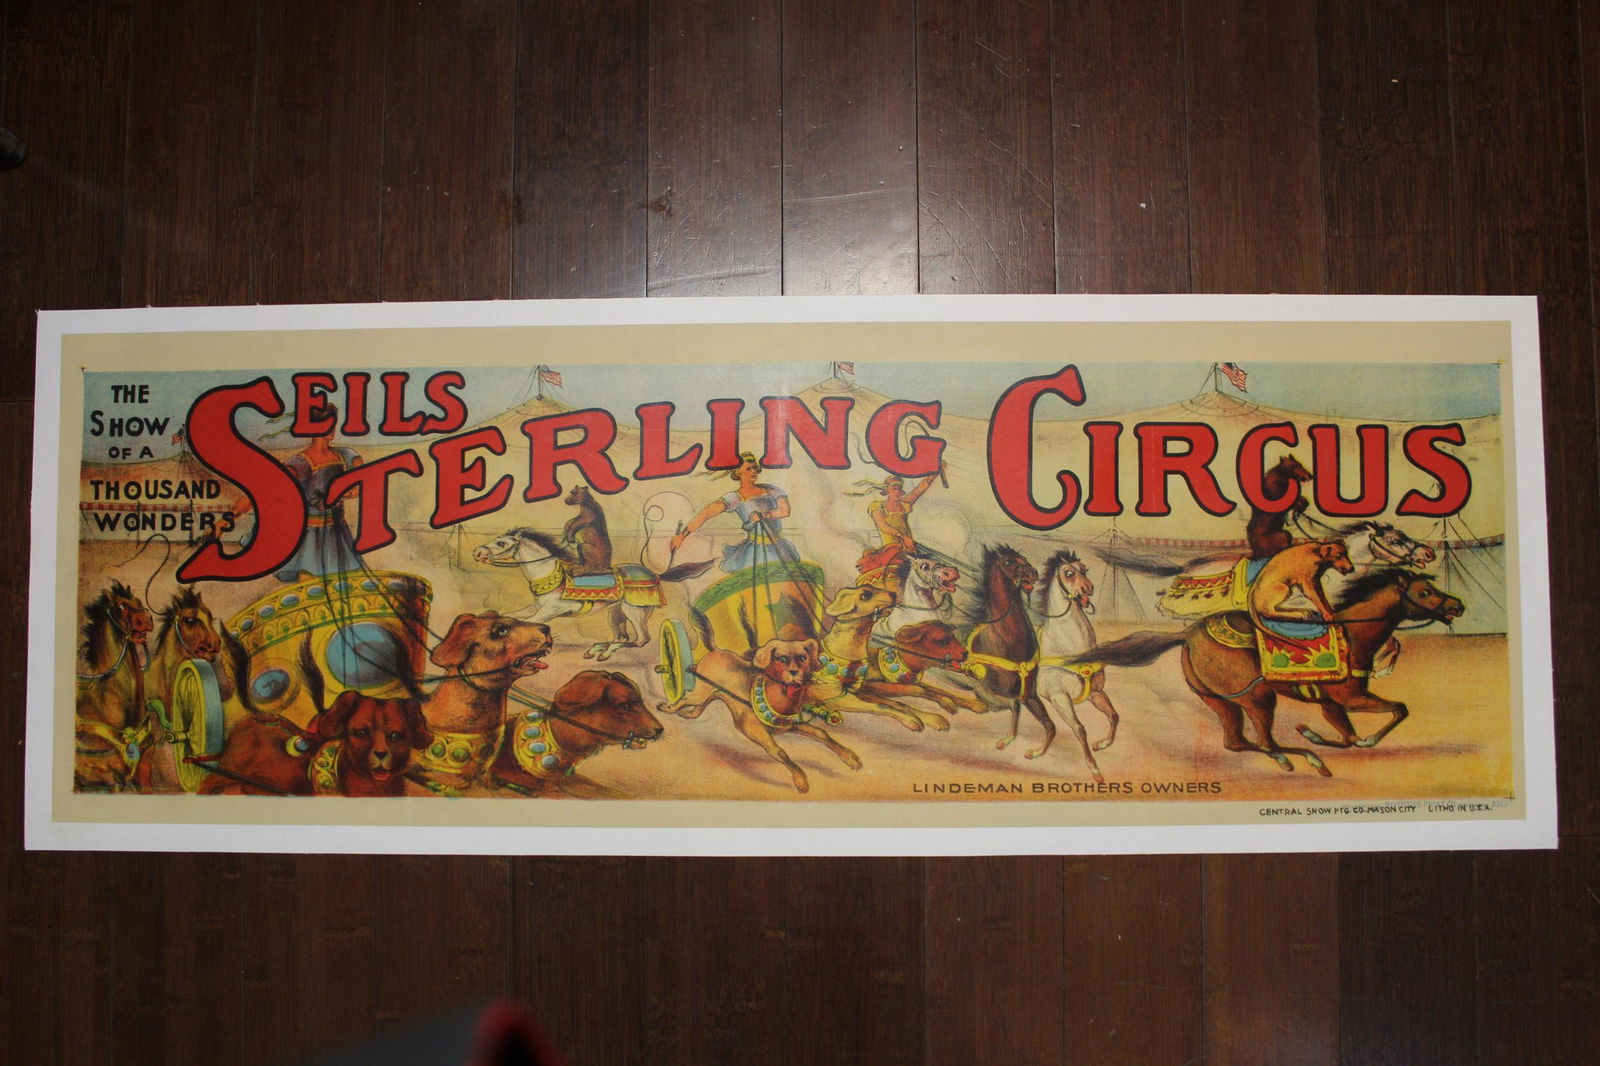 THE
SHOW
OF A
THOUSAND
WONDERS
SEILS
STERLING CIRCUS
LINDEMAN BROTHERS OWNERS
CENTRAL SHOW PTG. CO. MASON CITY LITHO IN U.S.A.